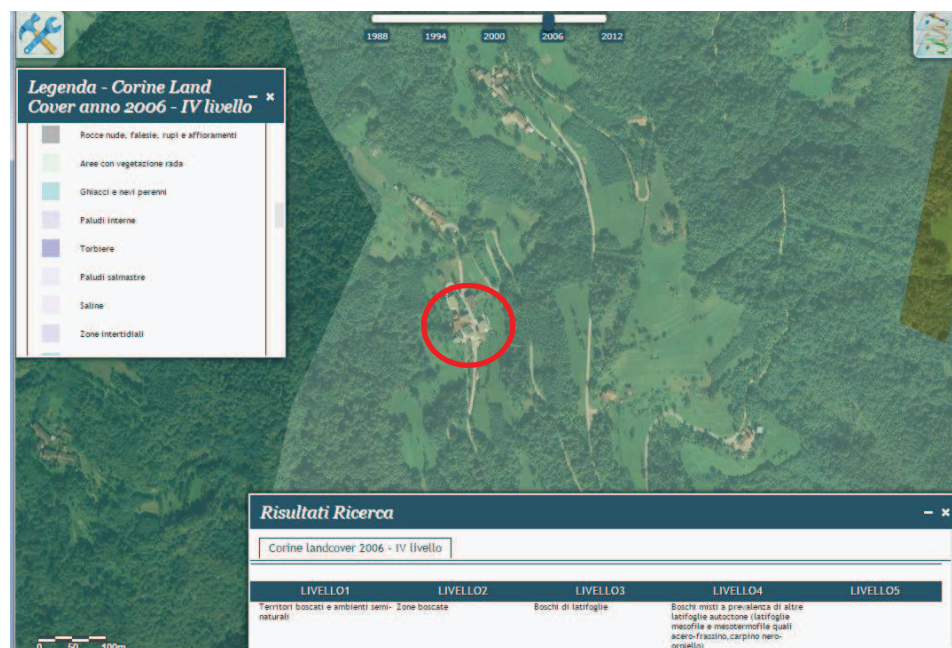 1988 1994 2000 2006 2012
Legenda - Corine Land
Cover anno 2006 - IV livello
Rocce nude, falesie, rupi e affioramenti
Aree con vegetazione rada
Ghiacci e nevi perenni
Paludi interne
Torbiere
Paludi salmastre
Saline
Zone intertidiali
Risultati Ricerca
Corine landcover 2006 - IV livello
LIVELLO1 LIVELLO2 LIVELLO3 LIVELLO4 LIVELLO5
Territori boscati e ambienti semi- Zone boscate Boschi di latifoglie Boschi misti a prevalenza di altre
naturali latifoglie autoctone (latifoglie
mesofile e mesotermofile quali
acero-frassino, carpino nero-
orniello)
0 50 100m